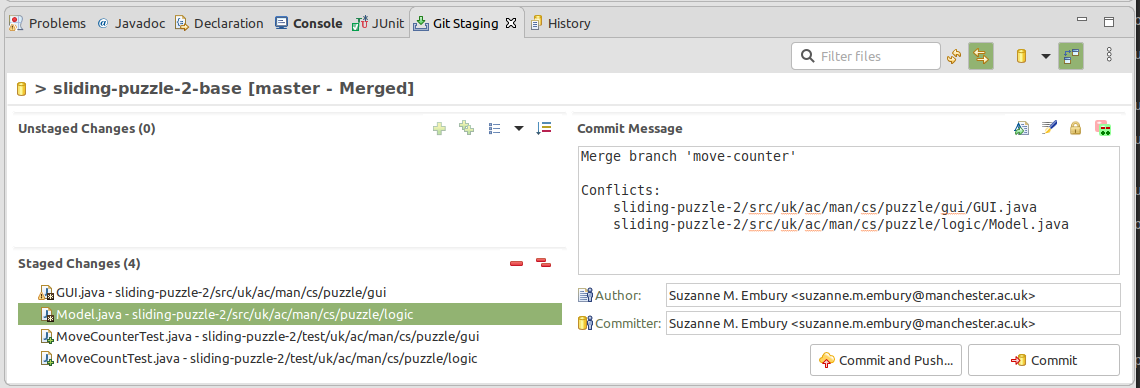 Problems @ Javadoc Declaration Console JUnit Git Staging History
Filter files
> sliding-puzzle-2-base [master - Merged]
Unstaged Changes (0)
Commit Message
Merge branch 'move-counter'
Conflicts:
sliding-puzzle-2/src/uk/ac/man/cs/puzzle/gui/GUI.java
sliding-puzzle-2/src/uk/ac/man/cs/puzzle/logic/Model.java
Staged Changes (4)
GUI.java - sliding-puzzle-2/src/uk/ac/man/cs/puzzle/gui
Model.java - sliding-puzzle-2/src/uk/ac/man/cs/puzzle/logic
MoveCounterTest.java - sliding-puzzle-2/test/uk/ac/man/cs/puzzle/gui
MoveCountTest.java - sliding-puzzle-2/test/uk/ac/man/cs/puzzle/logic
Author: Suzanne M. Embury <suzanne.m.embury@manchester.ac.uk>
Committer: Suzanne M. Embury <suzanne.m.embury@manchester.ac.uk>
Commit and Push... Commit